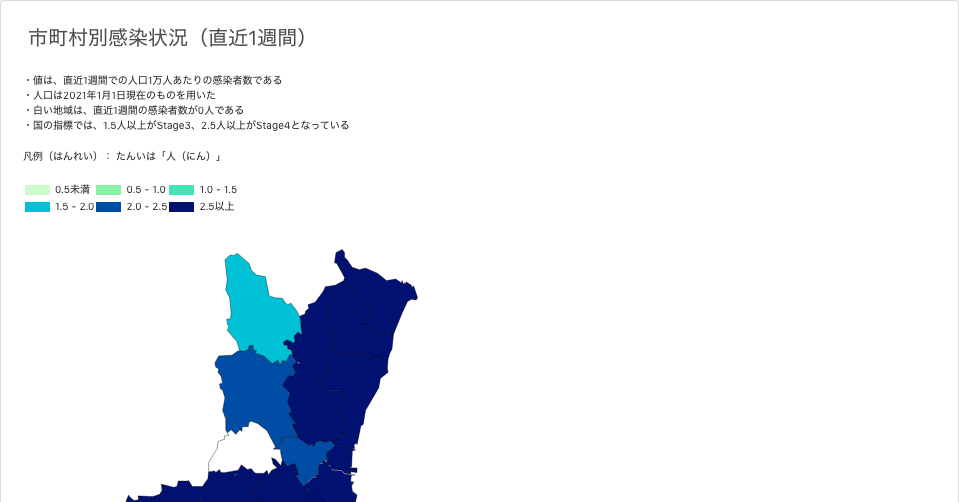 市町村別感染状況（直近1週間）
・値は、直近1週間での人口1万人あたりの感染者数である
・人口は2021年1月1日現在のものを用いた
・白い地域は、直近1週間の感染者数が0人である
・国の指標では、1.5人以上がStage3、2.5人以上がStage4となっている
凡例（はんれい）： たんいは「人（にん）」
0.5未満 0.5 - 1.0 1.0 - 1.5
1.5 - 2.0 2.0 - 2.5 2.5以上